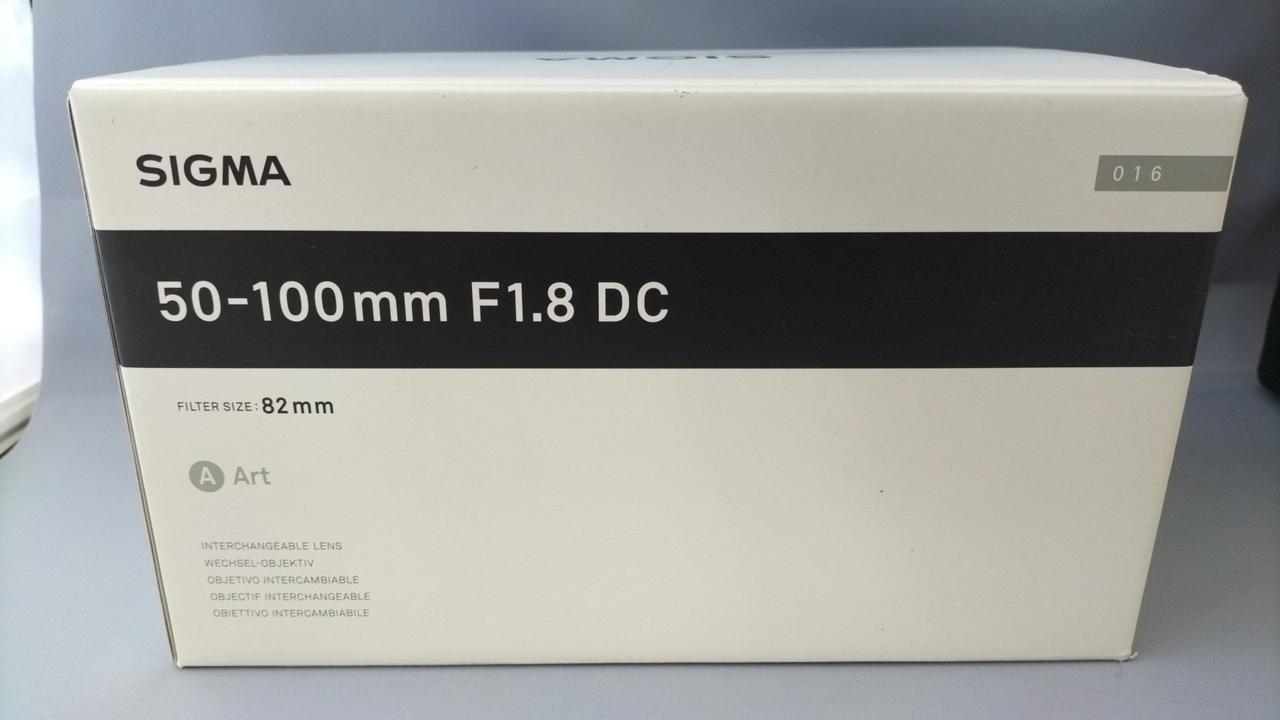 SIGMA
SIGMA
016
50-100mm F1.8 DC
FILTER SIZE: 82mm
A Art
INTERCHANGEABLE LENS
WECHSEL-OBJEKTIV
OBJETIVO INTERCAMBIABLE
OBJECTIF INTERCHANGEABLE
OBIETTIVO INTERCAMBIABILE